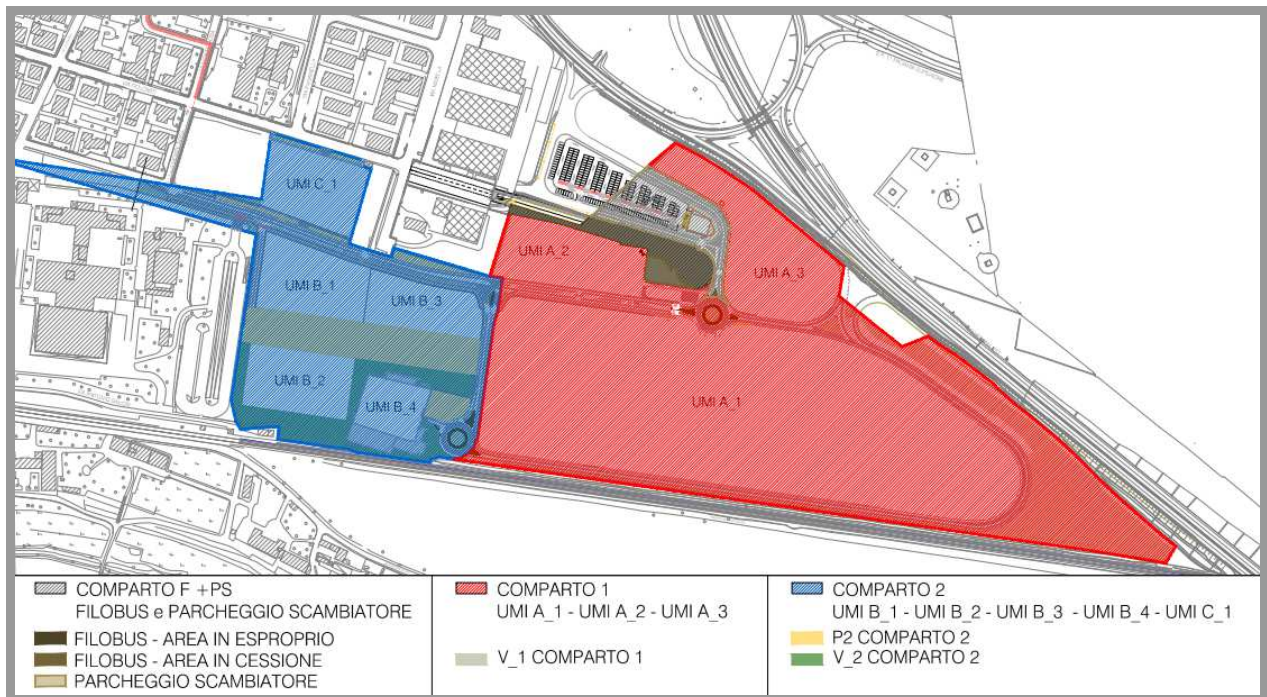 UMI C_1
UMI A_2
UMI A_3
UMI B_1
UMI B_3
UMI B_2
UMI B_4
UMI A_1
COMPARTO F +PS
FILOBUS e PARCHEGGIO SCAMBIATORE
FILOBUS - AREA IN ESPROPRIO
FILOBUS - AREA IN CESSIONE
PARCHEGGIO SCAMBIATORE
COMPARTO 1
UMI A_1 - UMI A_2 - UMI A_3
V_1 COMPARTO 1
COMPARTO 2
UMI B_1 - UMI B_2 - UMI B_3 - UMI B_4 - UMI C_1
P2 COMPARTO 2
V_2 COMPARTO 2